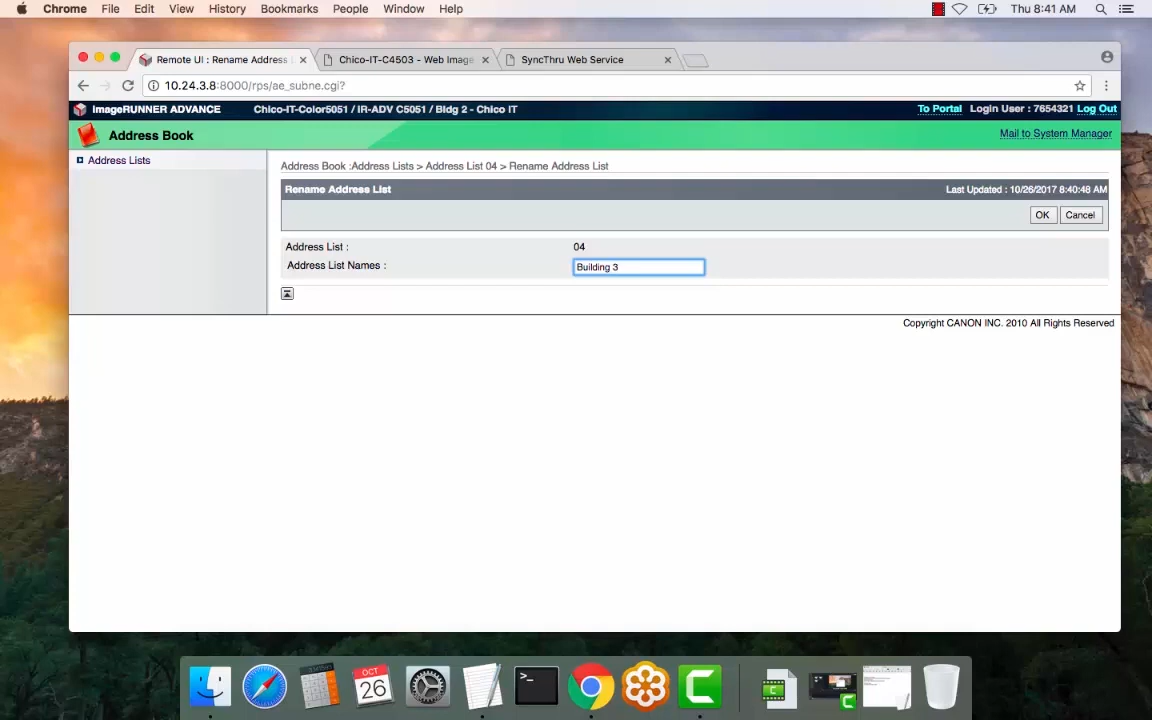 Chrome File Edit View History Bookmarks People Window Help Thu 8:41 AM
Remote UI : Rename Address Chico-IT-C4503 - Web Image SyncThru Web Service
10.24.3.8:8000/rps/ae_subne.cgi?
imageRUNNER ADVANCE Chico-IT-Color5051 / IR-ADV C5051 / Bldg 2 - Chico IT To Portal Login User : 7654321 Log Out
Address Book Mail to System Manager
Address Lists
Address Book :Address Lists > Address List 04 > Rename Address List
Rename Address List Last Updated : 10/26/2017 8:40:48 AM
OK Cancel
Address List : 04
Address List Names : Building 3
Copyright CANON INC. 2010 All Rights Reserved
OCT
26